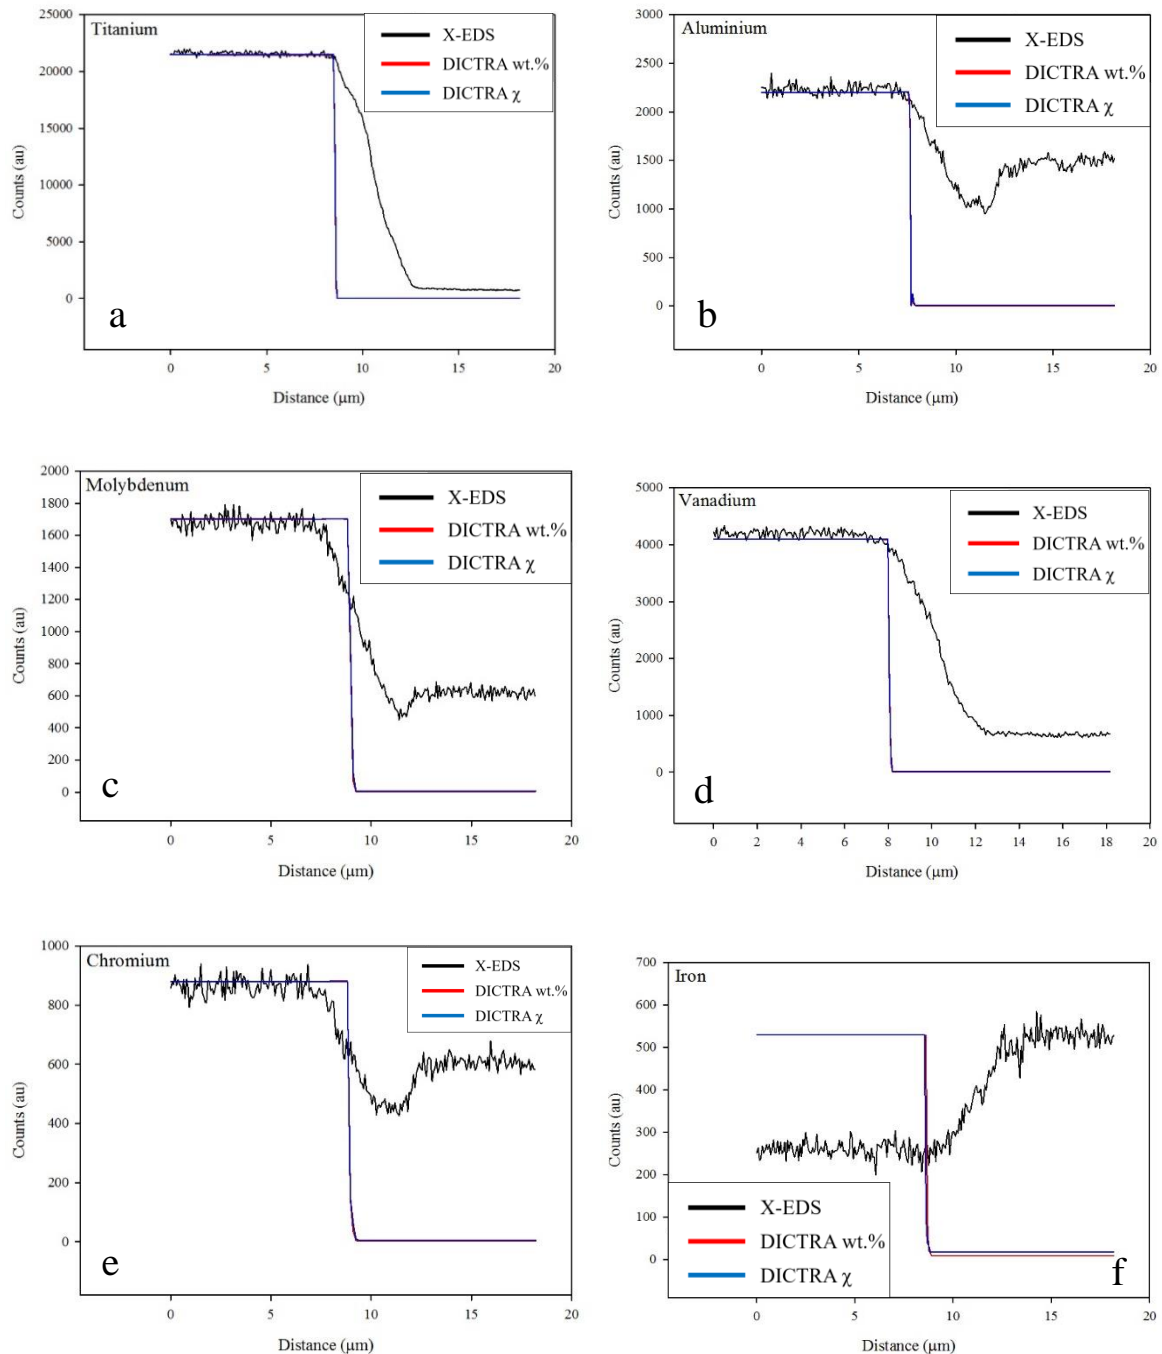 Titanium
X-EDS
DICTRA wt.%
DICTRA χ
25000
20000
15000
10000
5000
0
Counts (au)
0 5 10 15 20
Distance (μm)
a
Aluminium
X-EDS
DICTRA wt.%
DICTRA χ
3000
2500
2000
1500
1000
500
0
Counts (au)
0 5 10 15 20
Distance (μm)
b
Molybdenum
X-EDS
DICTRA wt.%
DICTRA χ
2000
1800
1600
1400
1200
1000
800
600
400
200
0
Counts (au)
0 5 10 15 20
Distance (μm)
c
Vanadium
X-EDS
DICTRA wt.%
DICTRA χ
5000
4000
3000
2000
1000
0
Counts (au)
0 2 4 6 8 10 12 14 16 18 20
Distance (μm)
d
Chromium
X-EDS
DICTRA wt.%
DICTRA χ
1000
800
600
400
200
0
Counts (au)
0 5 10 15 20
Distance (μm)
e
Iron
700
600
500
400
300
200
100
0
Counts (au)
X-EDS
DICTRA wt.%
DICTRA χ
0 5 10 15 20
Distance (μm)
f